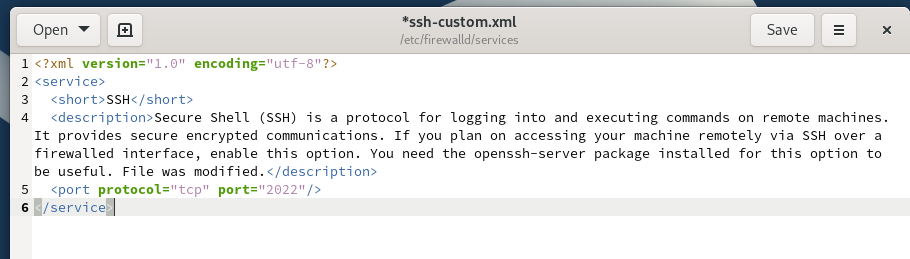 Open
*ssh-custom.xml
/etc/firewalld/services
Save
1 <?xml version="1.0" encoding="utf-8"?>
2 <service>
3   <short>SSH</short>
4   <description>Secure Shell (SSH) is a protocol for logging into and executing commands on remote machines.
It provides secure encrypted communications. If you plan on accessing your machine remotely via SSH over a
firewalled interface, enable this option. You need the openssh-server package installed for this option to
be useful. File was modified.</description>
5   <port protocol="tcp" port="2022"/>
6 </service>